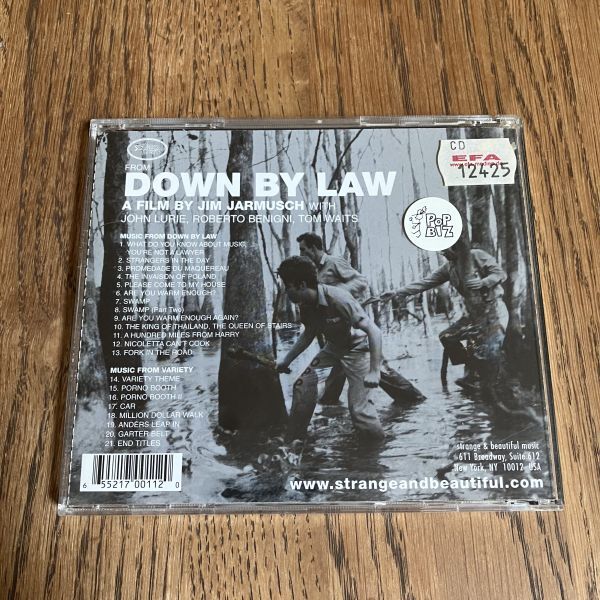 CD
EFA
12425
POP
BIZ
FROM
DOWN BY LAW
A FILM BY JIM JARMUSCH WITH
JOHN LURIE, ROBERTO BENIGNI, TOM WAITS
MUSIC FROM DOWN BY LAW
1. WHAT DO YOU KNOW ABOUT MUSIC,
YOU'RE NOT A LAWYER
2. STRANGERS IN THE DAY
3. PROMEDADE DU MAQUEREAU
4. THE INVAISON OF POLAND
5. PLEASE COME TO MY HOUSE
6. ARE YOU WARM ENOUGH?
7. SWAMP
8. SWAMP (Part Two)
9. ARE YOU WARM ENOUGH AGAIN?
10. THE KING OF THAILAND, THE QUEEN OF STAIRS
11. A HUNDRED MILES FROM HARRY
12. NICOLETTA CAN'T COOK
13. FORK IN THE ROAD
MUSIC FROM VARIETY
14. VARIETY THEME
15. PORNO BOOTH
16. PORNO BOOTH II
17. CAR
18. MILLION DOLLAR WALK
19. ANDERS LEAP IN
20. GARTER BELT
21. END TITLES
strange & beautiful music
611 Broadway, Suite 612
New York, NY 10012 USA
6 55217 00112 0
www.strangeandbeautiful.com